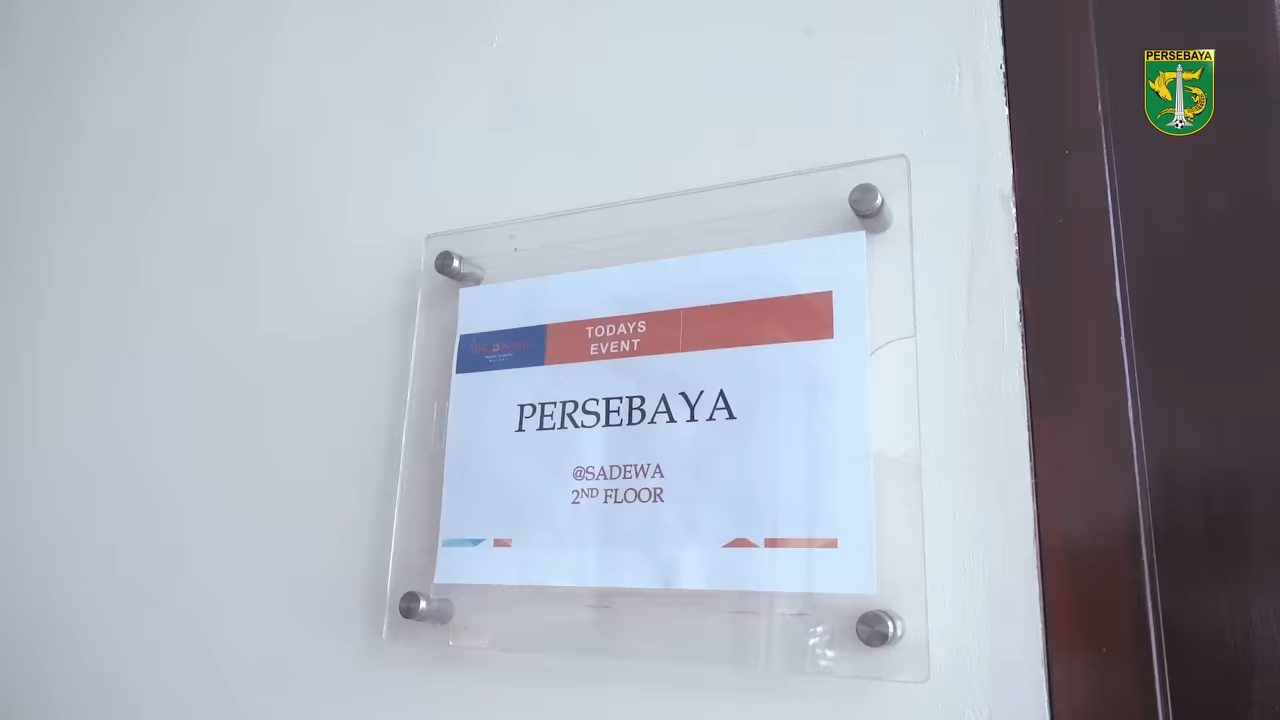 PERSEBAYA
TODAYS
EVENT
PERSEBAYA
@SADEWA
2ND FLOOR